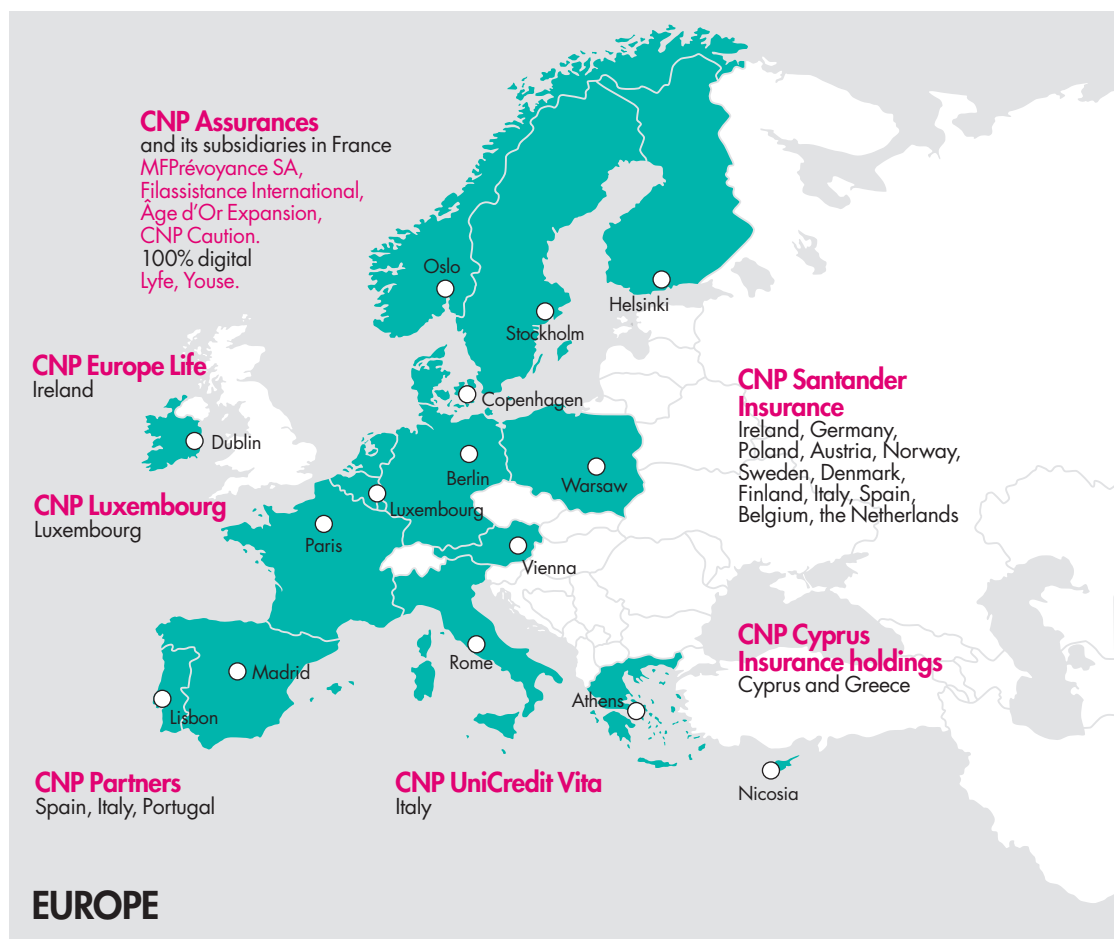 CNP Assurances
and its subsidiaries in France
MFPrévoyance SA,
Filassistance International,
Âge d’Or Expansion,
CNP Caution.
100% digital
Lyfe, Youse.
Oslo
Helsinki
Stockholm
CNP Europe Life
Ireland
CNP Santander
Insurance
Ireland, Germany,
Poland, Austria, Norway,
Sweden, Denmark,
Finland, Italy, Spain,
Belgium, the Netherlands
Copenhagen
Dublin
Berlin
Warsaw
CNP Luxembourg
Luxembourg
Luxembourg
Paris
Vienna
CNP Cyprus
Insurance holdings
Cyprus and Greece
Rome
Madrid
Athens
Lisbon
CNP Partners
Spain, Italy, Portugal
CNP UniCredit Vita
Italy
Nicosia
EUROPE